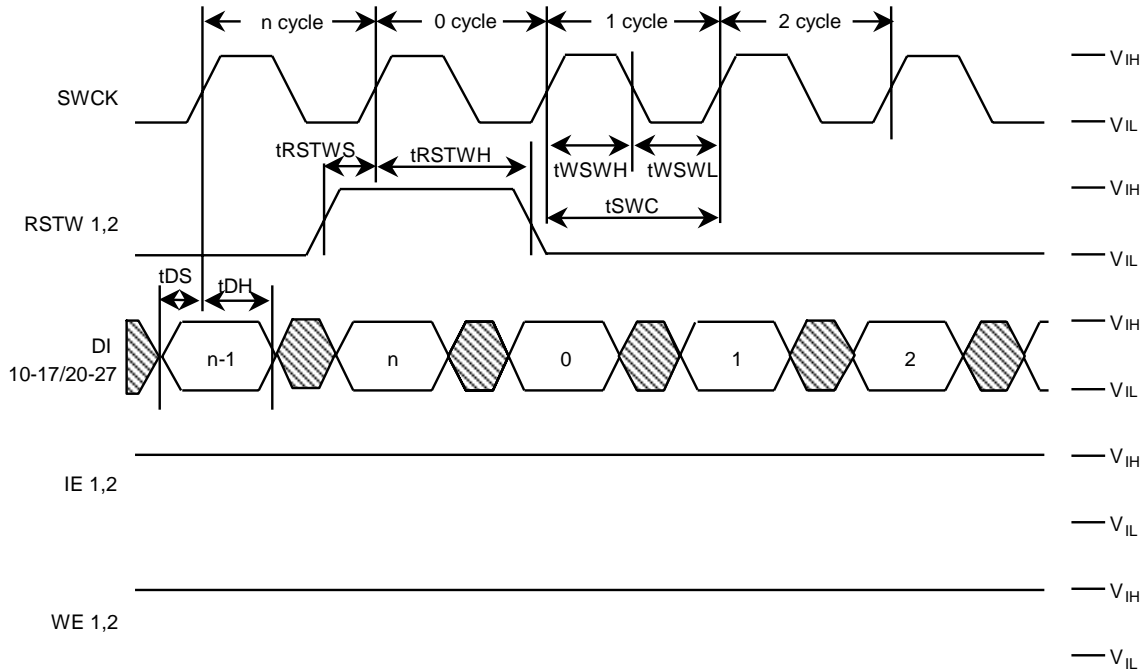 n cycle 0 cycle 1 cycle 2 cycle
VIH
SWCK
VIL
tRSTWS tRSTWH tWSWH tWSWL
VIH
tSWC
RSTW 1,2
VIL
tDS tDH
VIH
DI
10-17/20-27
n-1 n 0 1 2
VIL
VIH
IE 1,2
VIL
VIH
WE 1,2
VIL